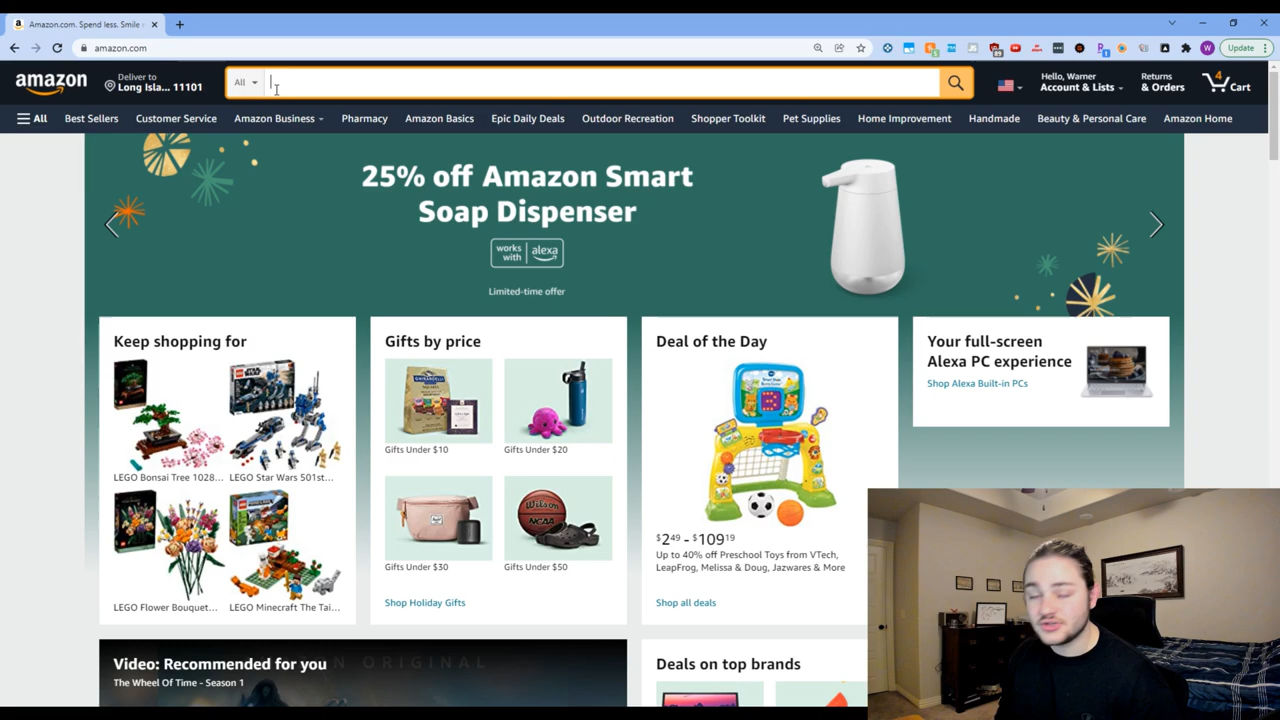 Amazon.com. Spend less. Smile
amazon.com
Update
amazon
Deliver to
Long Isla... 11101
All
Hello, Warner
Account & Lists
Returns
& Orders
4
Cart
All
Best Sellers
Customer Service
Amazon Business
Pharmacy
Amazon Basics
Epic Daily Deals
Outdoor Recreation
Shopper Toolkit
Pet Supplies
Home Improvement
Handmade
Beauty & Personal Care
Amazon Home
25% off Amazon Smart
Soap Dispenser
works
with
alexa
Limited-time offer
Keep shopping for
LEGO Bonsai Tree 1028...
LEGO Star Wars 501st...
LEGO Flower Bouquet...
LEGO Minecraft The Tai...
Gifts by price
Gifts Under $10
Gifts Under $20
Gifts Under $30
Gifts Under $50
Shop Holiday Gifts
Deal of the Day
$2.49 - $109.19
Up to 40% off Preschool Toys from VTech,
LeapFrog, Melissa & Doug, Jazwares & More
Shop all deals
Your full-screen
Alexa PC experience
Shop Alexa Built-in PCs
Video: Recommended for you
The Wheel Of Time - Season 1
Deals on top brands